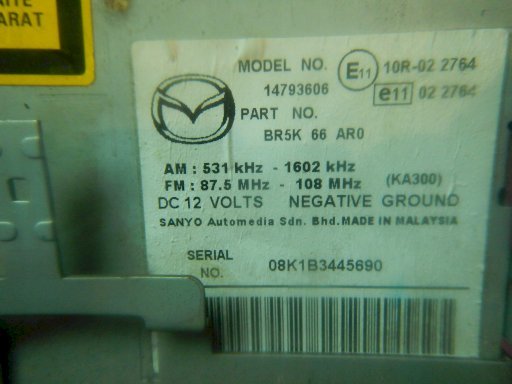 ARAT
MODEL NO.
14793606
E11 10R-02 2764
e11 02 2764
PART NO.
BR5K 66 AR0
AM : 531 kHz - 1602 kHz
FM : 87.5 MHz - 108 MHz (KA300)
DC 12 VOLTS NEGATIVE GROUND
SANYO Automedia Sdn. Bhd. MADE IN MALAYSIA
SERIAL
NO.
08K1B3445690